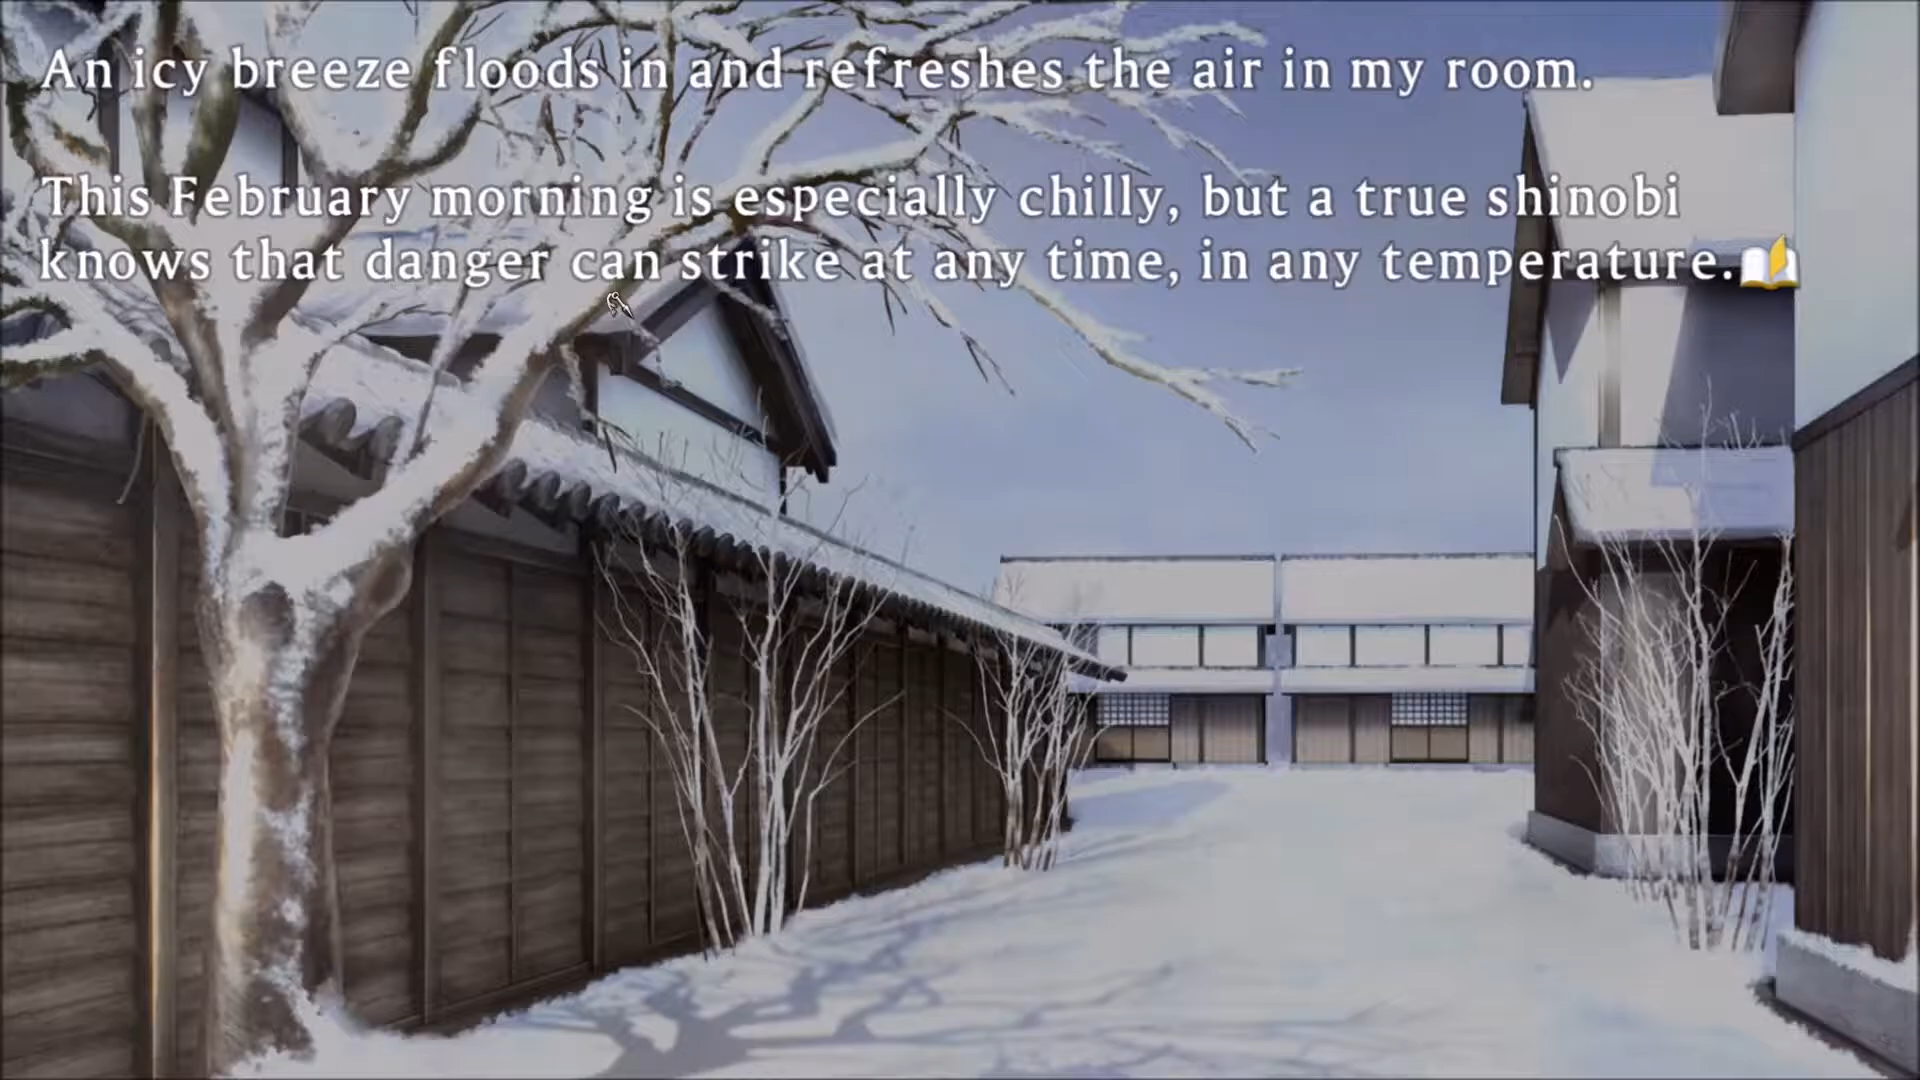 An icy breeze floods in and refreshes the air in my room.
This February morning is especially chilly, but a true shinobi
knows that danger can strike at any time, in any temperature.